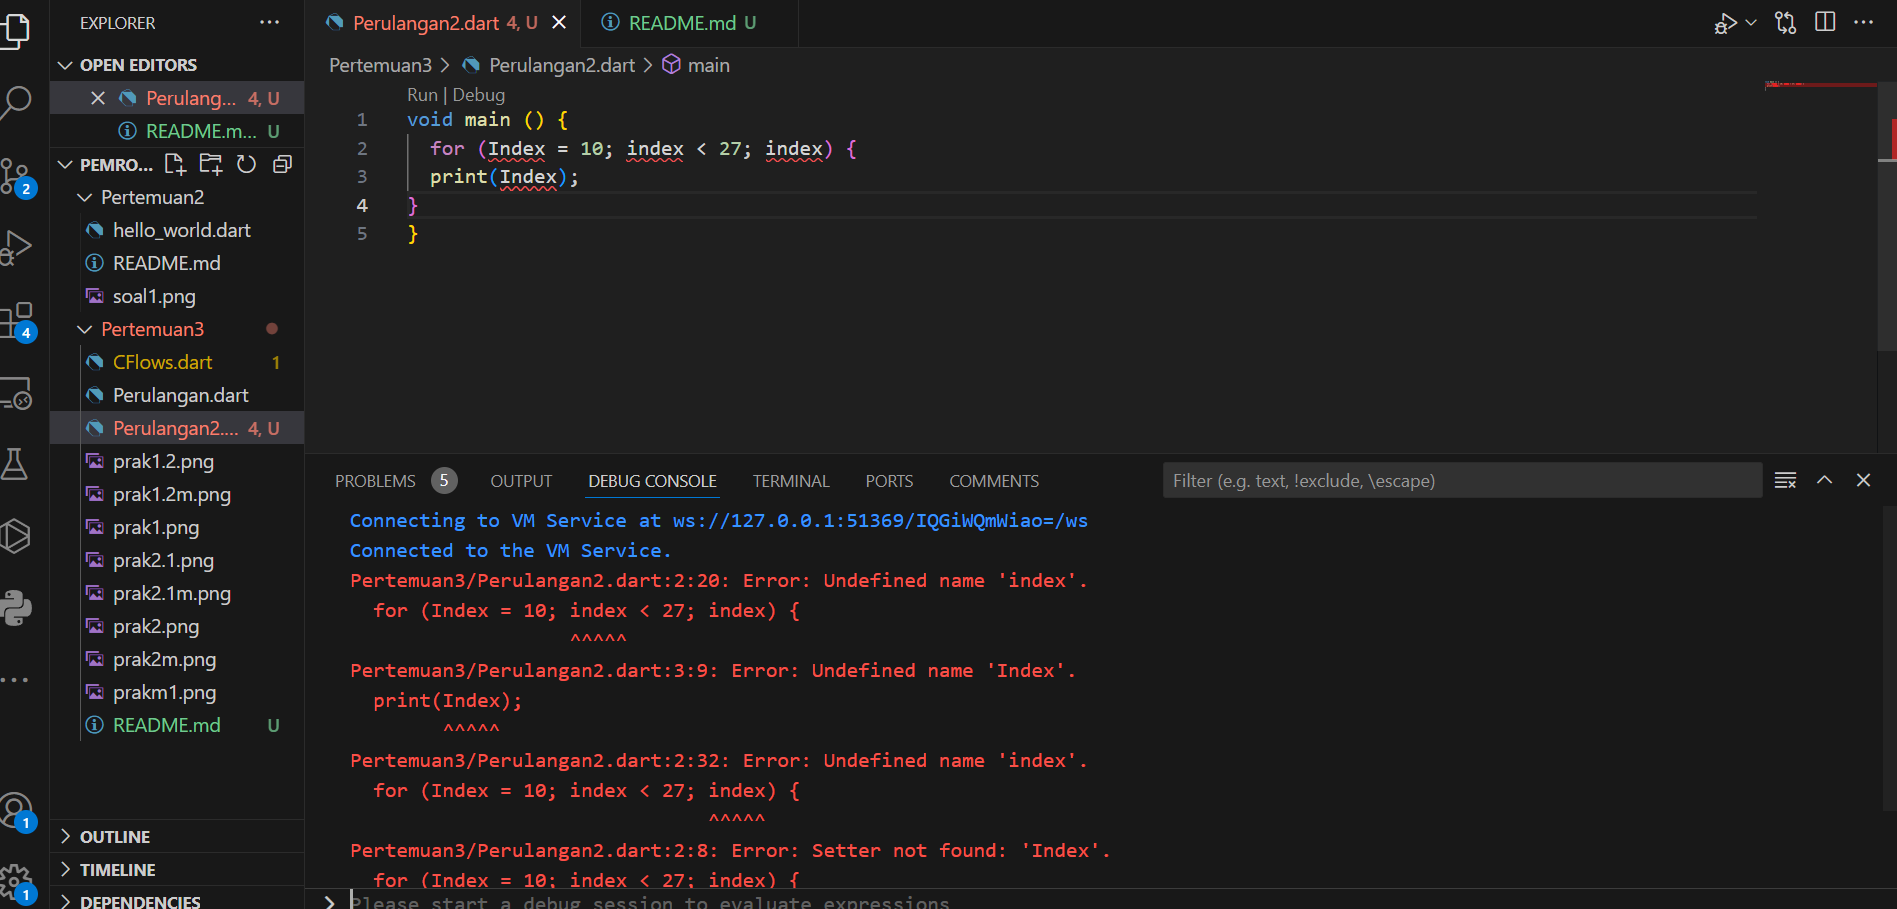 EXPLORER
OPEN EDITORS
Perulang... 4, U
README.m... U
PEMRO...
Pertemuan2
hello_world.dart
README.md
soal1.png
Pertemuan3
CFlows.dart 1
Perulangan.dart
Perulangan2.... 4, U
prak1.2.png
prak1.2m.png
prak1.png
prak2.1.png
prak2.1m.png
prak2.png
prak2m.png
prakm1.png
README.md U
OUTLINE
TIMELINE
DEPENDENCIES
2
4
1
1
Perulangan2.dart 4, U
README.md U
Pertemuan3 > Perulangan2.dart > main
Run | Debug
1 void main () {
2 for (Index = 10; index < 27; index) {
3 print(Index);
4 }
5 }
PROBLEMS 5 OUTPUT DEBUG CONSOLE TERMINAL PORTS COMMENTS Filter (e.g. text, !exclude, \escape)
Connecting to VM Service at ws://127.0.0.1:51369/IQGiWQmWiao=/ws
Connected to the VM Service.
Pertemuan3/Perulangan2.dart:2:20: Error: Undefined name 'index'.
for (Index = 10; index < 27; index) {
^^^^^
Pertemuan3/Perulangan2.dart:3:9: Error: Undefined name 'Index'.
print(Index);
^^^^^
Pertemuan3/Perulangan2.dart:2:32: Error: Undefined name 'index'.
for (Index = 10; index < 27; index) {
^^^^^
Pertemuan3/Perulangan2.dart:2:8: Error: Setter not found: 'Index'.
for (Index = 10; index < 27; index) {
Please start a debug session to evaluate expressions